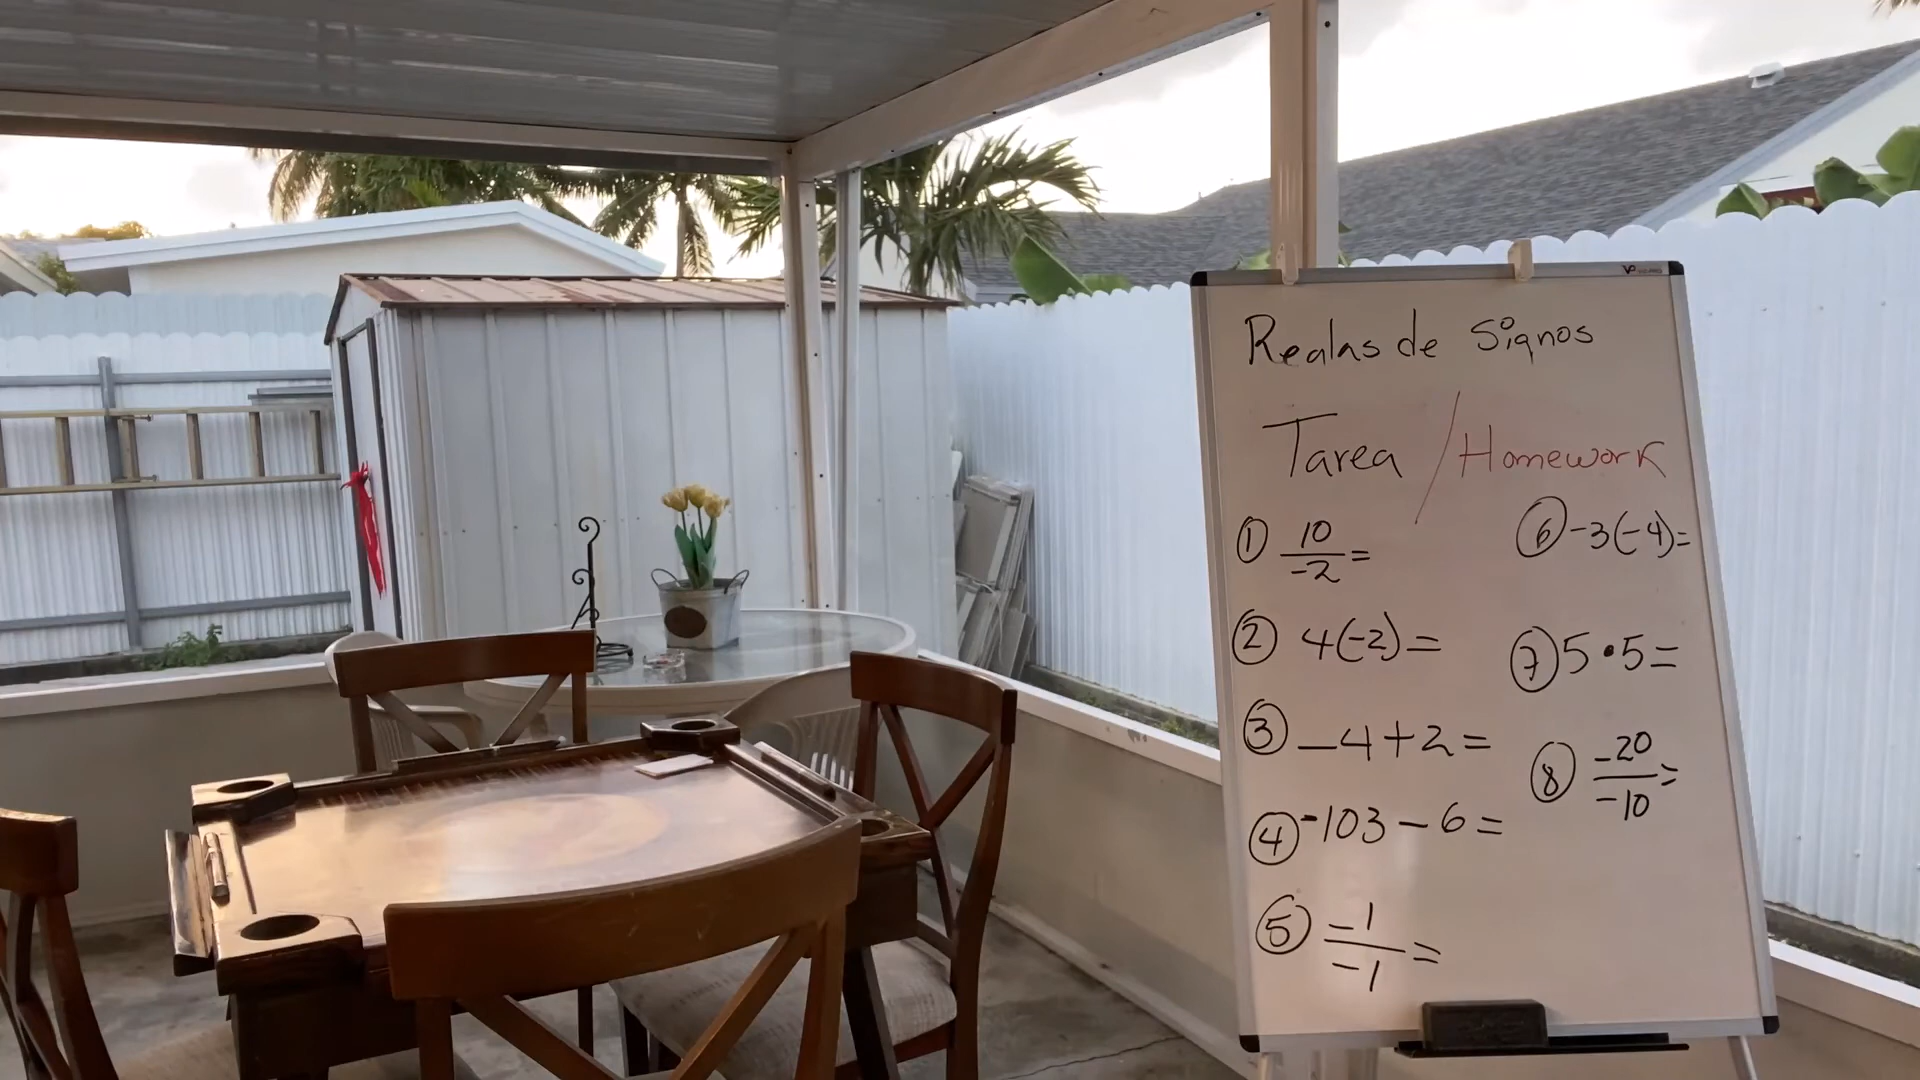 Reglas de Signos
Tarea / Homework
① 10/-2 =
② 4(-2) =
③ -4+2 =
④ -103-6 =
⑤ -1/-1 =
⑥ -3(-4) =
⑦ 5•5 =
⑧ -20/-10 =